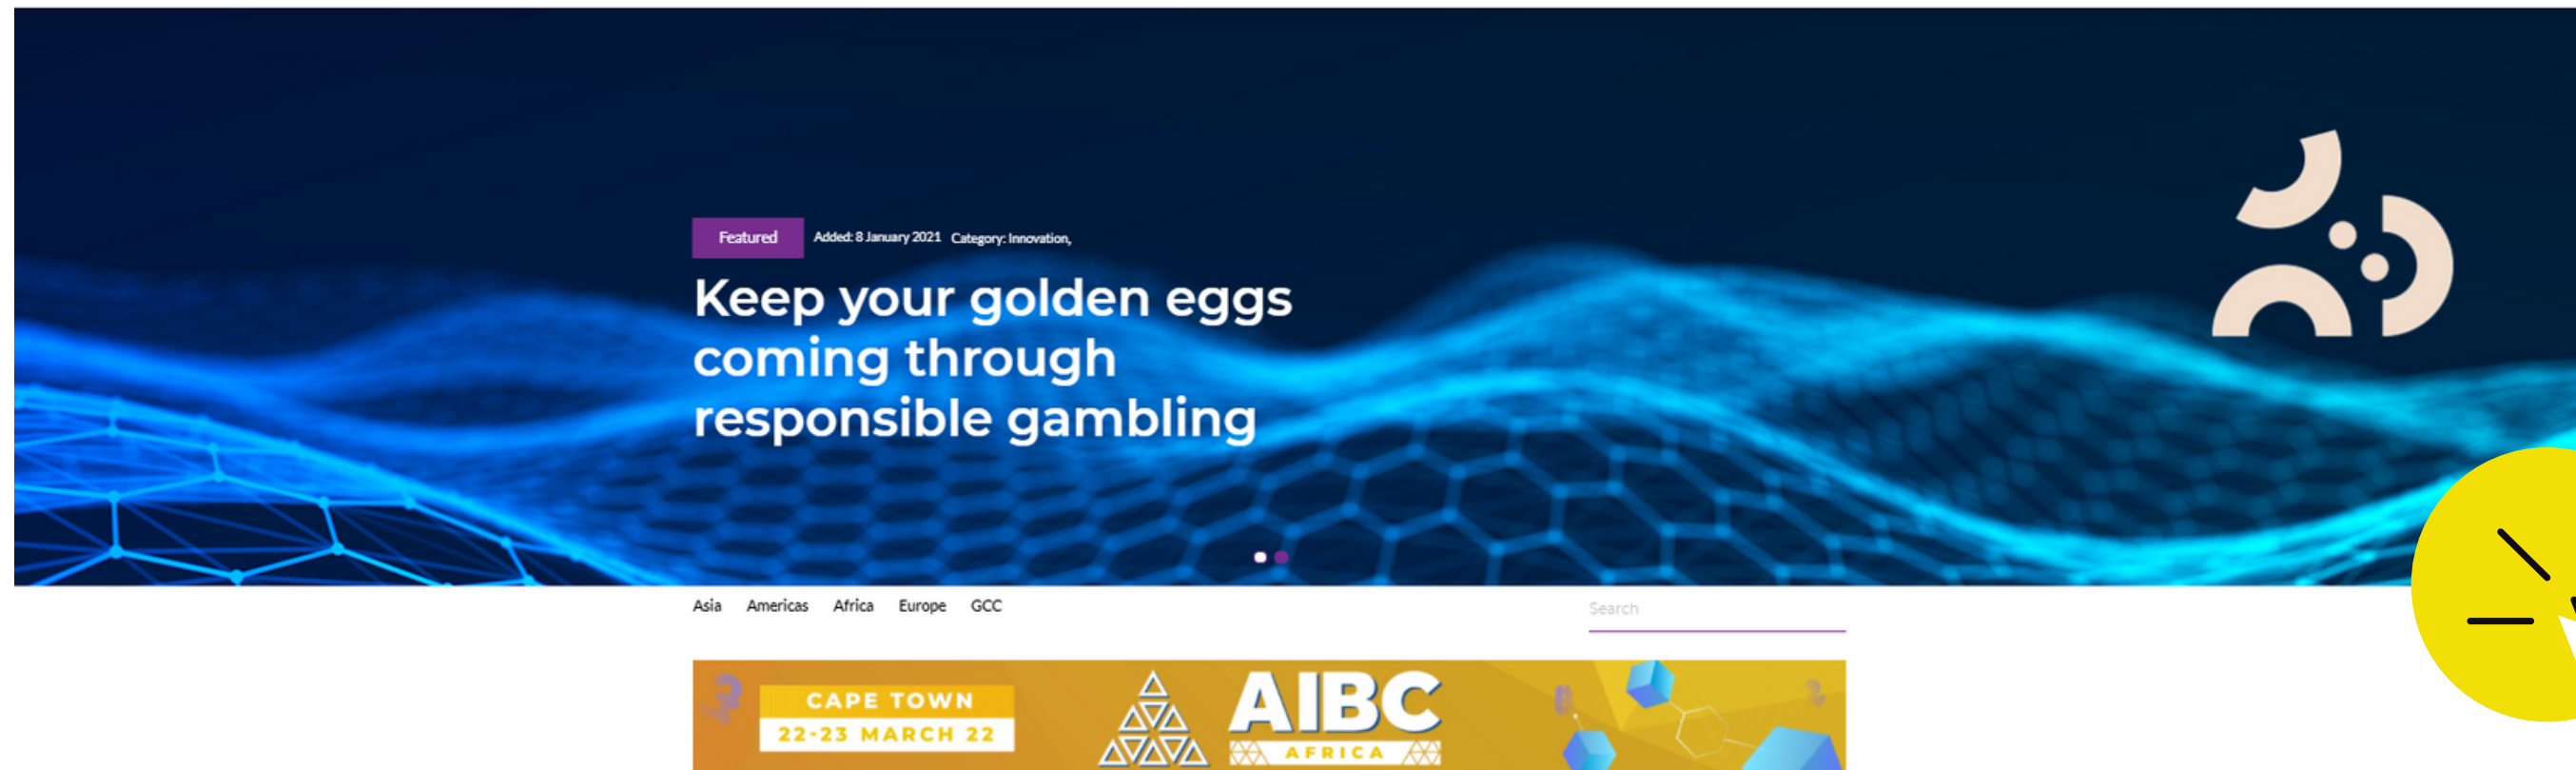 Featured Added: 8 January 2021 Category: Innovation,
Keep your golden eggs
coming through
responsible gambling
Asia Americas Africa Europe GCC
Search
CAPE TOWN
22-23 MARCH 22
AIBC
AFRICA